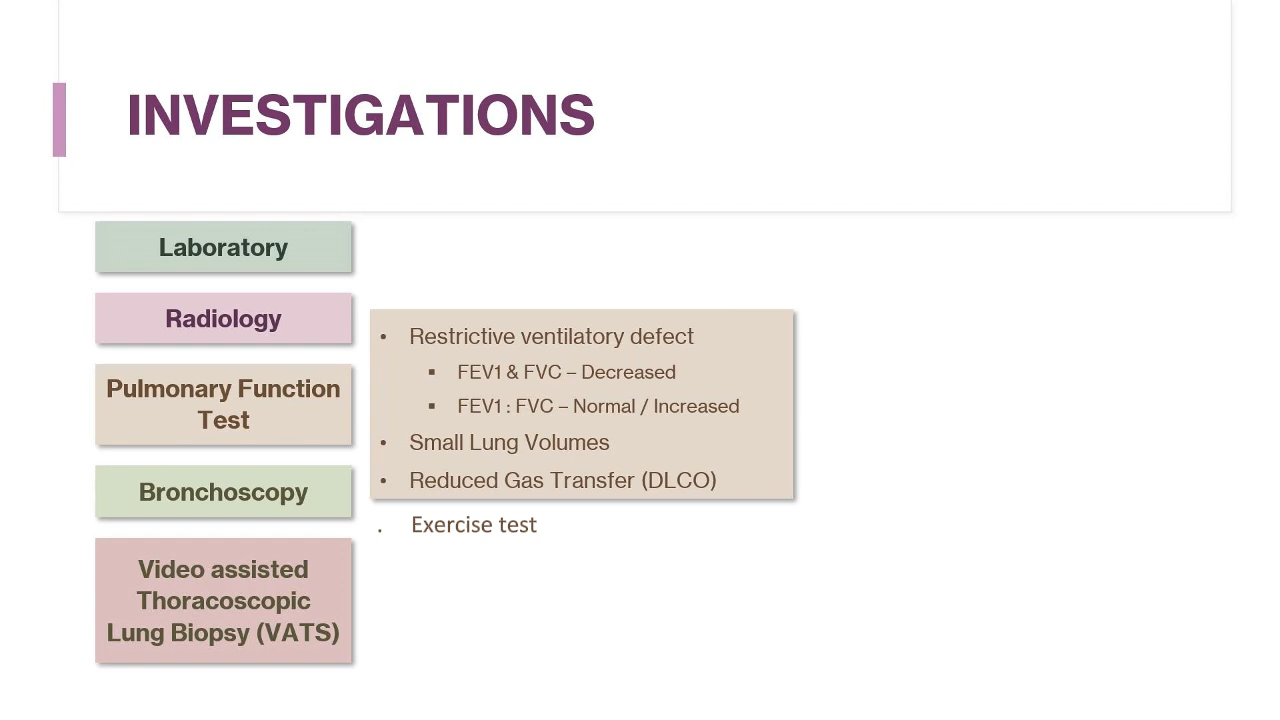 INVESTIGATIONS
Laboratory
Radiology
Pulmonary Function
Test
Bronchoscopy
Video assisted
Thoracoscopic
Lung Biopsy (VATS)
• Restrictive ventilatory defect
▪ FEV1 & FVC – Decreased
▪ FEV1 : FVC – Normal / Increased
• Small Lung Volumes
• Reduced Gas Transfer (DLCO)
. Exercise test